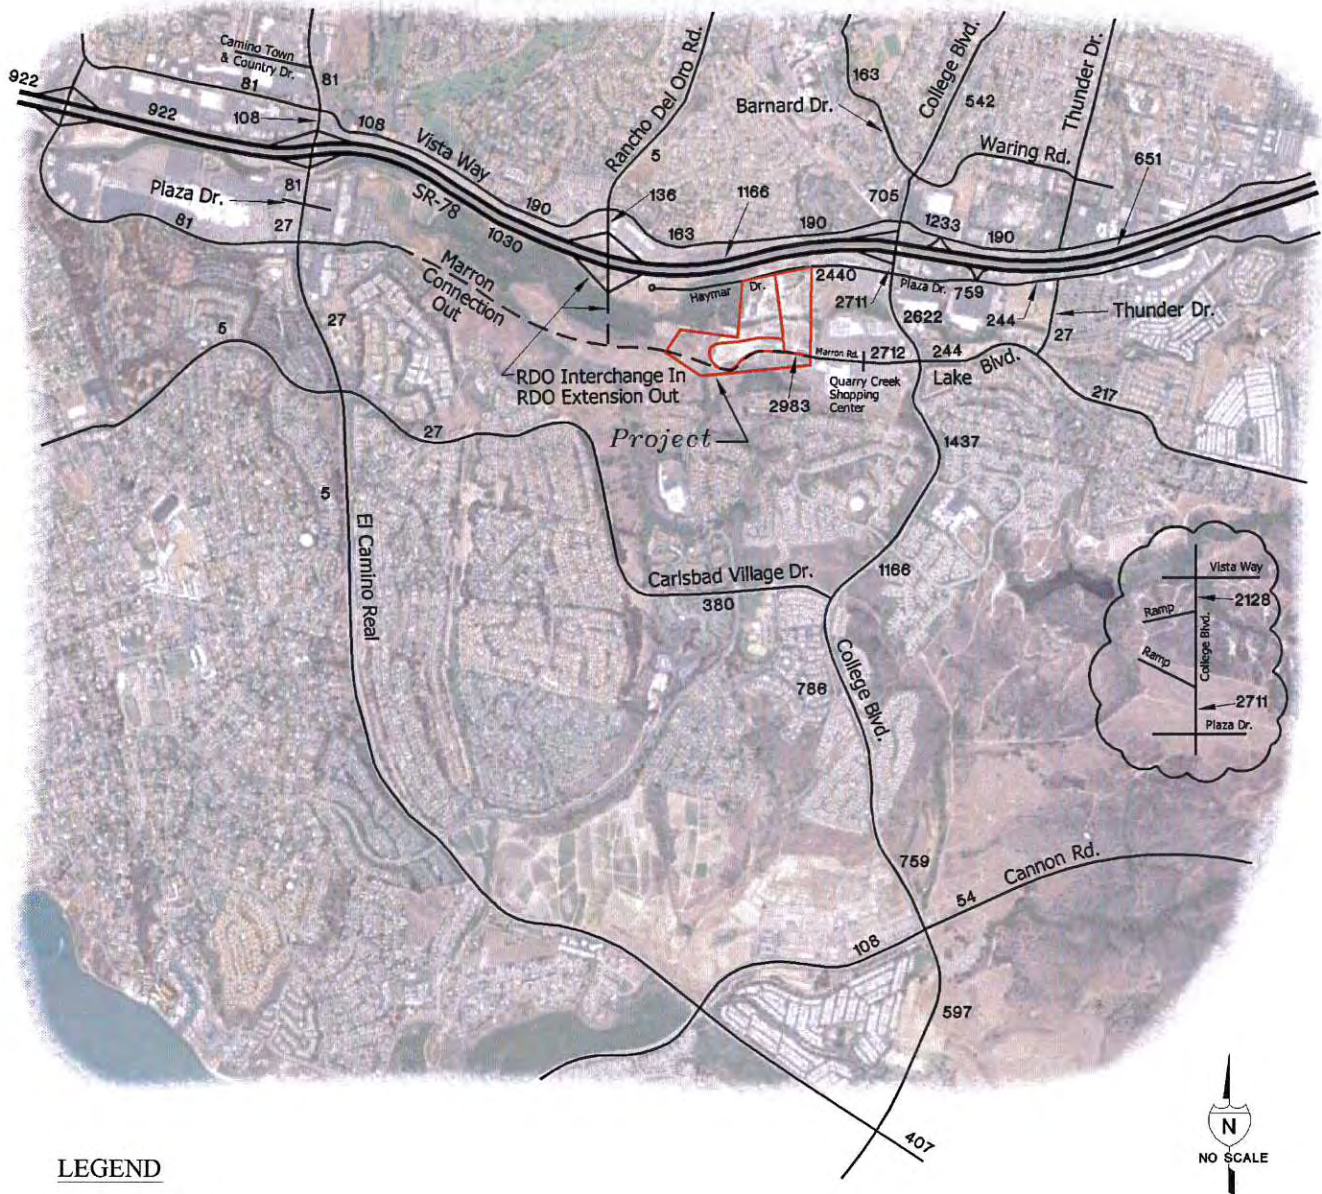 Camino Town
& Country Dr.
81
922
81
922
108
108
Vista Way
Rancho Del Oro Rd.
5
163
Barnard Dr.
College Blvd.
542
Thunder Dr.
Waring Rd.
651
Plaza Dr.
81
81
27
SR-78
1030
190
136
163
1166
190
705
1233
190
Marron
Connection
Out
Haymar Dr.
2440
2711
Plaza Dr.
759
2622
244
Thunder Dr.
27
5
27
RDO Interchange In
RDO Extension Out
Marron Rd.
2712
244
Lake Blvd.
217
Quarry Creek
Shopping
Center
2983
Project
27
1437
5
El Camino Real
Carlsbad Village Dr.
380
1166
College Blvd.
786
Vista Way
2128
Ramp
College Blvd.
Ramp
2711
Plaza Dr.
759
Cannon Rd.
54
108
597
407
N
NO SCALE
LEGEND